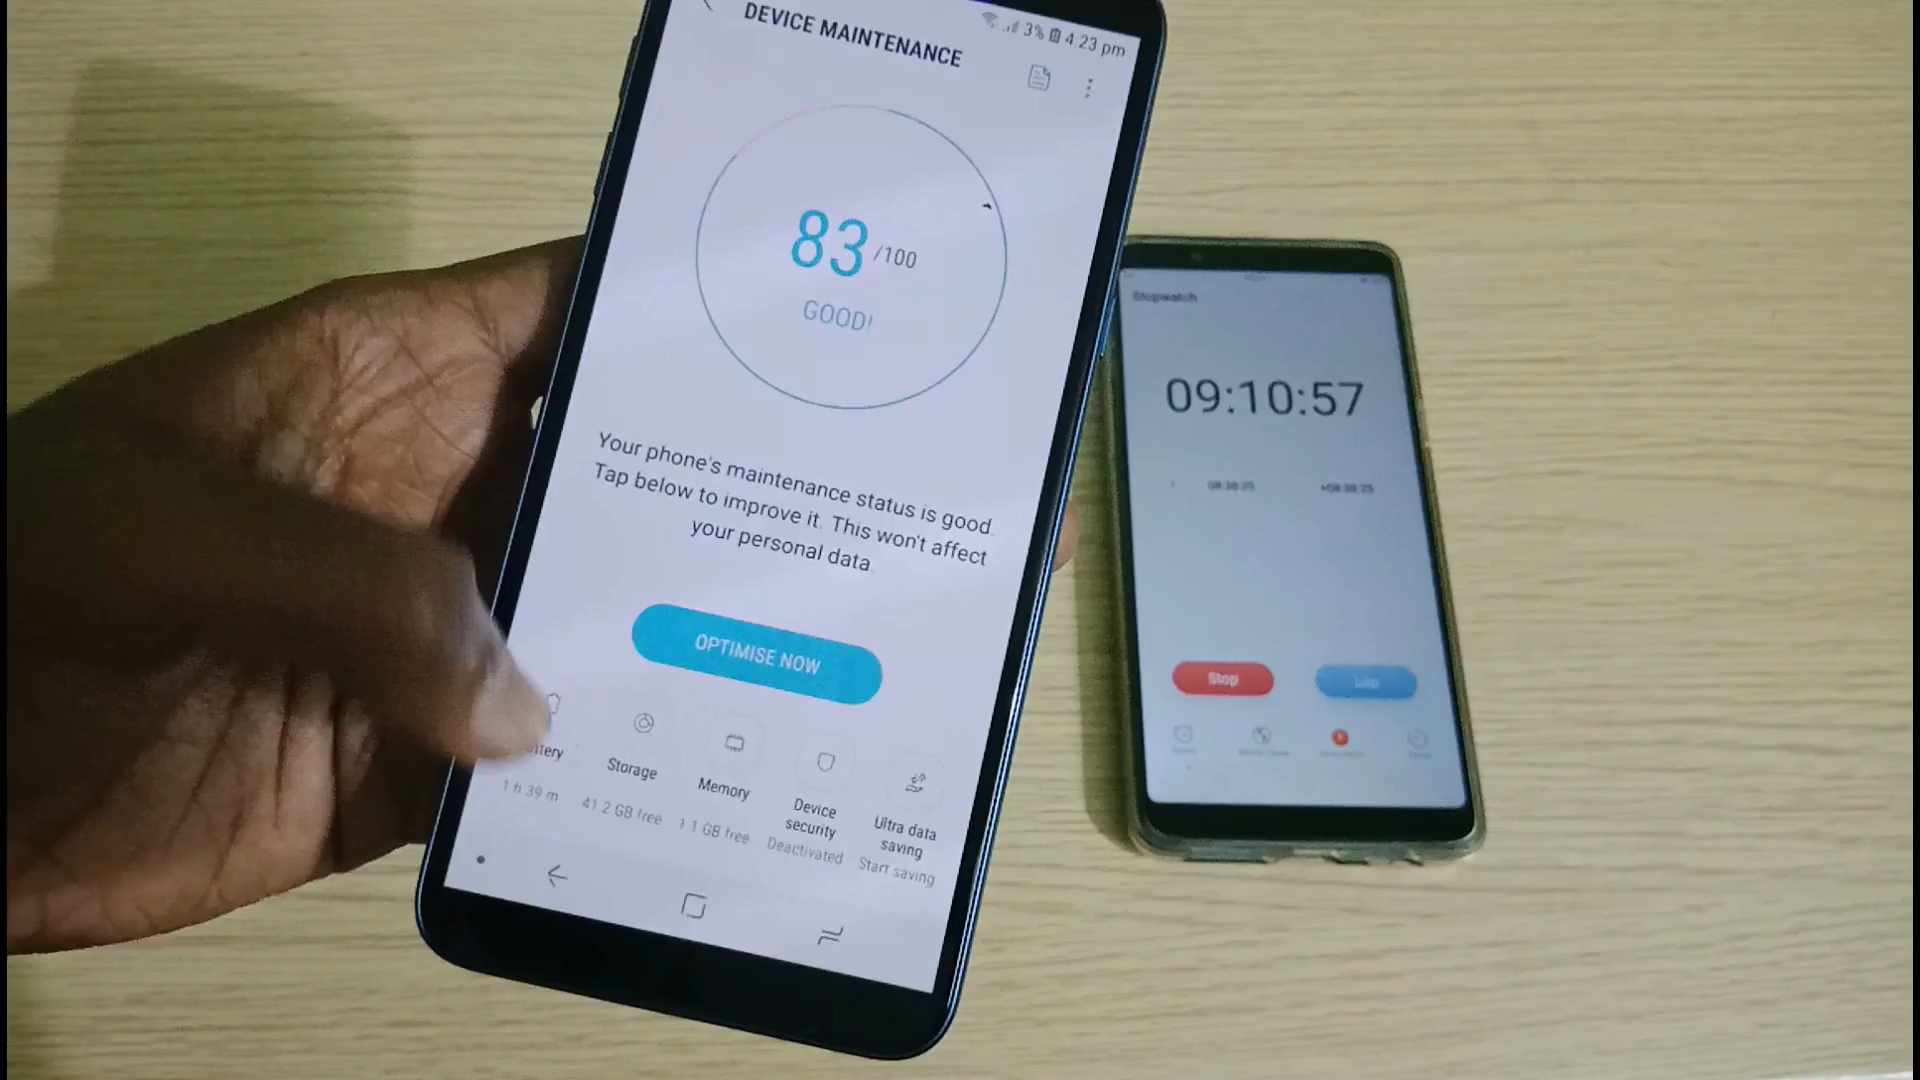 DEVICE MAINTENANCE
3% 4:23 pm
83/100
GOOD!
Your phone's maintenance status is good.
Tap below to improve it. This won't affect
your personal data.
OPTIMISE NOW
Storage
41.2 GB free
Memory
1.1 GB free
Device
security
Deactivated
Ultra data
saving
Start saving
1 h 39 m
Stopwatch
09:10:57
Stop
Lap